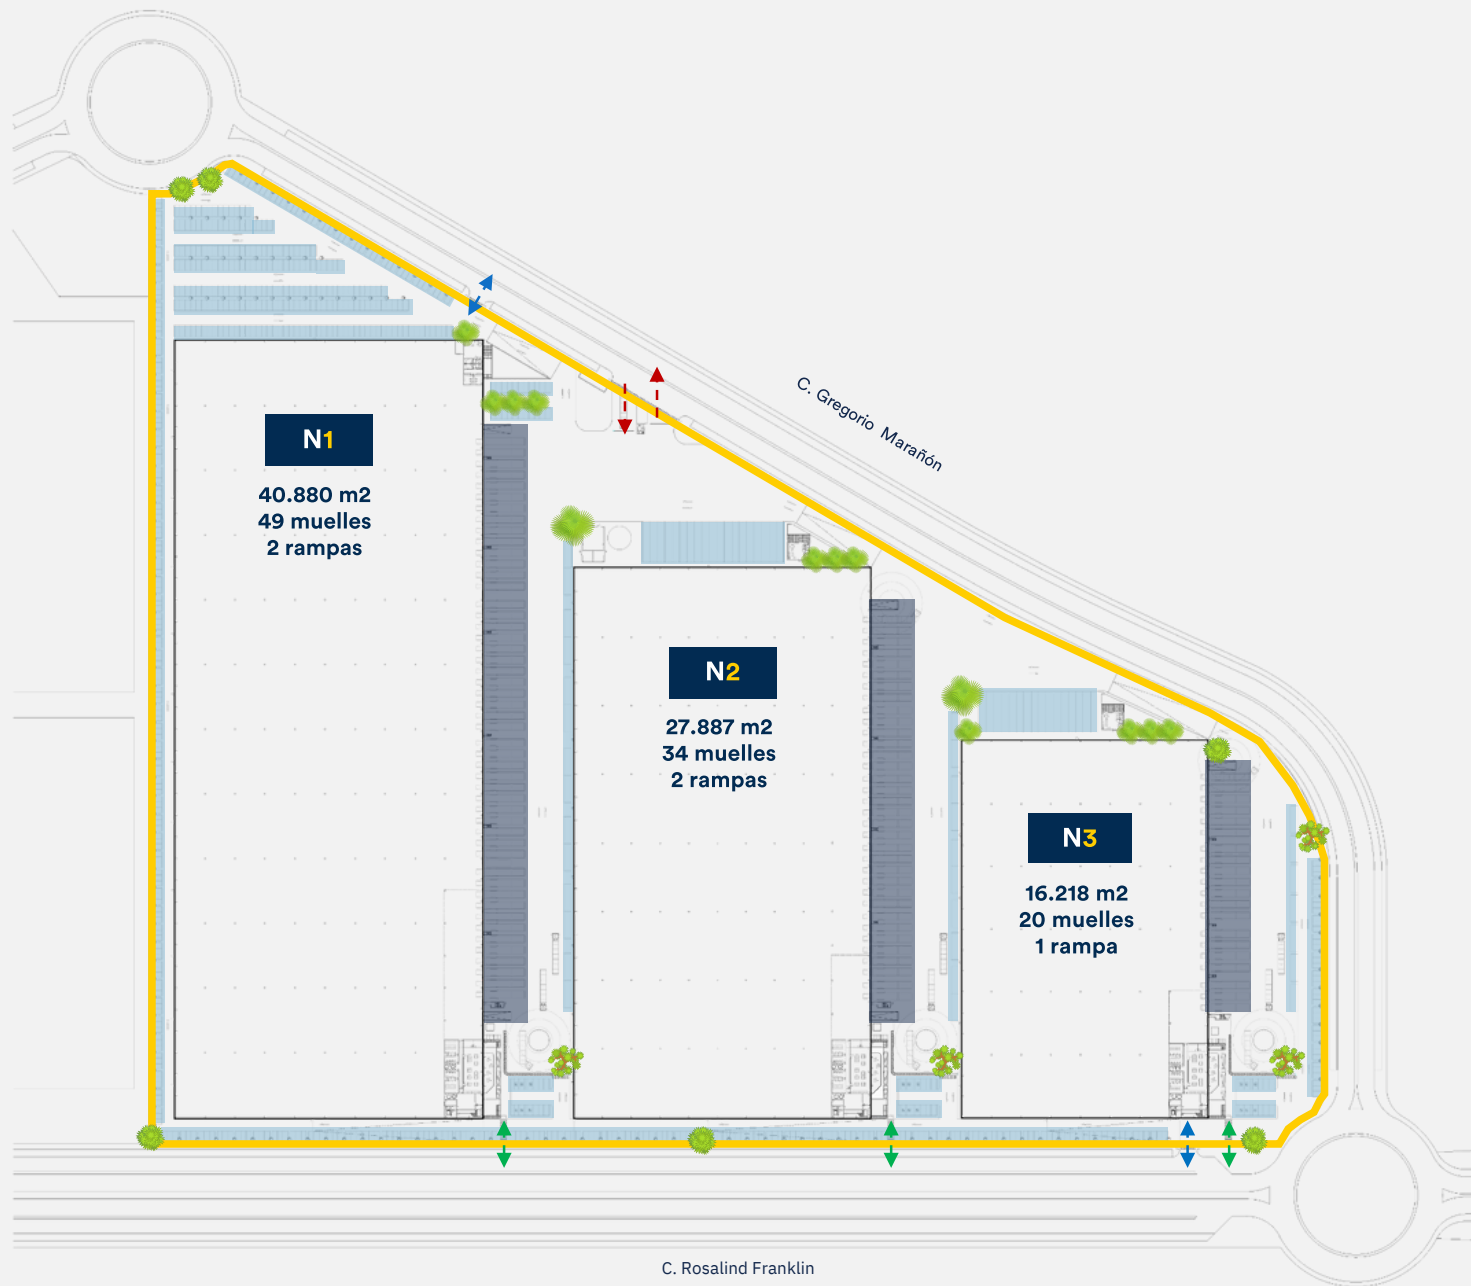 C. Gregorio Marañón
N1
40.880 m2
49 muelles
2 rampas
N2
27.887 m2
34 muelles
2 rampas
N3
16.218 m2
20 muelles
1 rampa
C. Rosalind Franklin